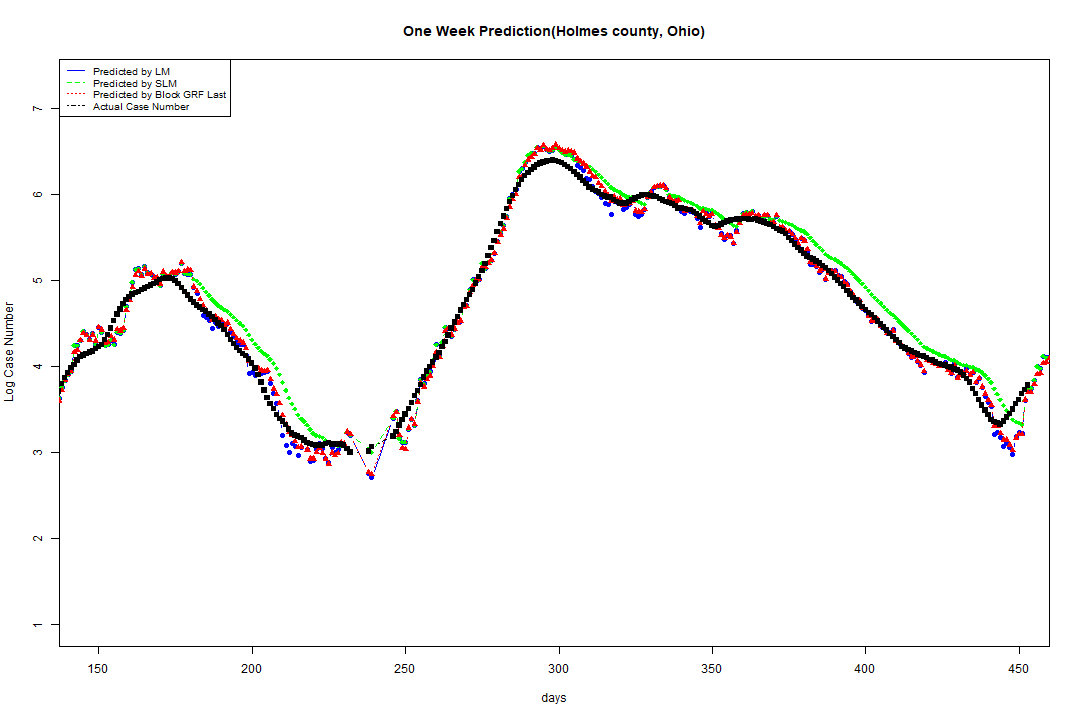 One Week Prediction(Holmes county, Ohio)
Predicted by LM
Predicted by SLM
Predicted by Block GRF Last
Actual Case Number
7
6
5
4
3
2
1
Log Case Number
150 200 250 300 350 400 450
days